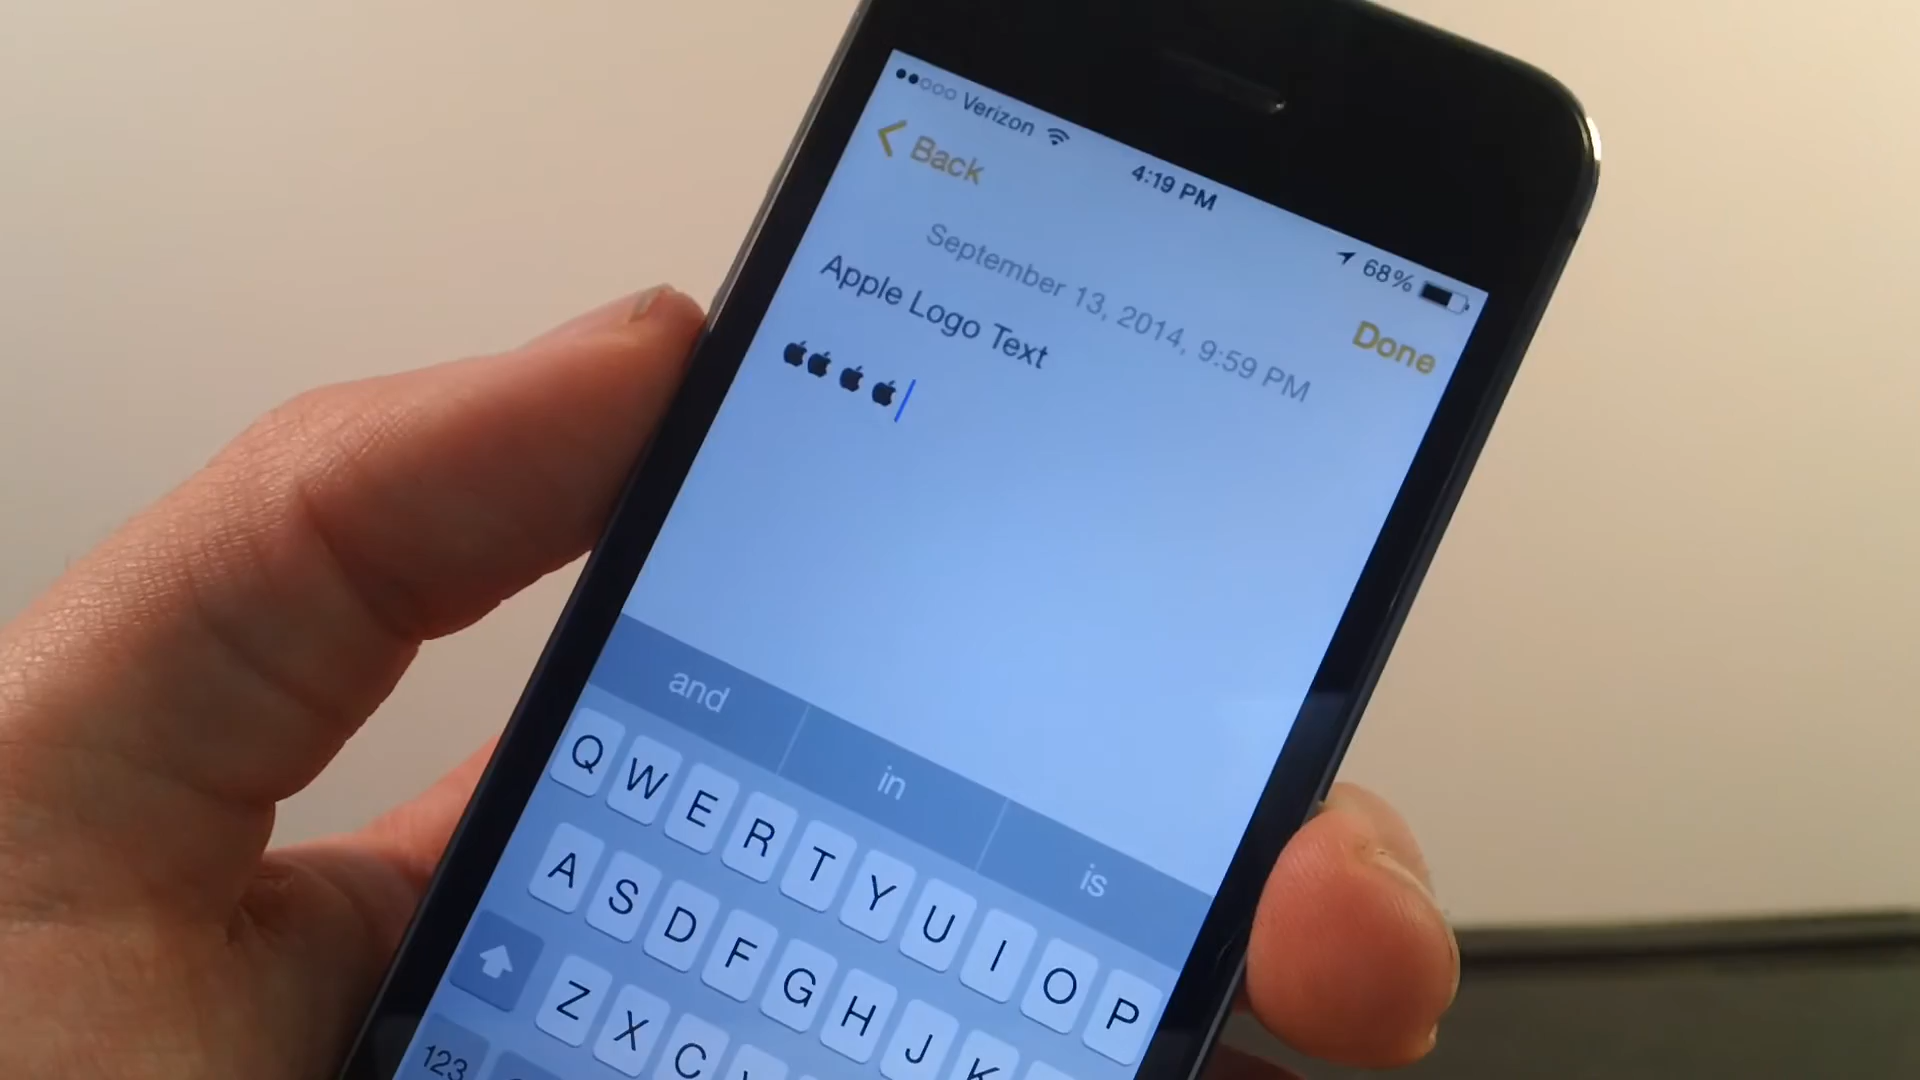 Verizon 4:19 PM 68%
Back Done
September 13, 2014, 9:59 PM
Apple Logo Text
   
and in is
Q W E R T Y U I O P
A S D F G H J K
Z X C
123